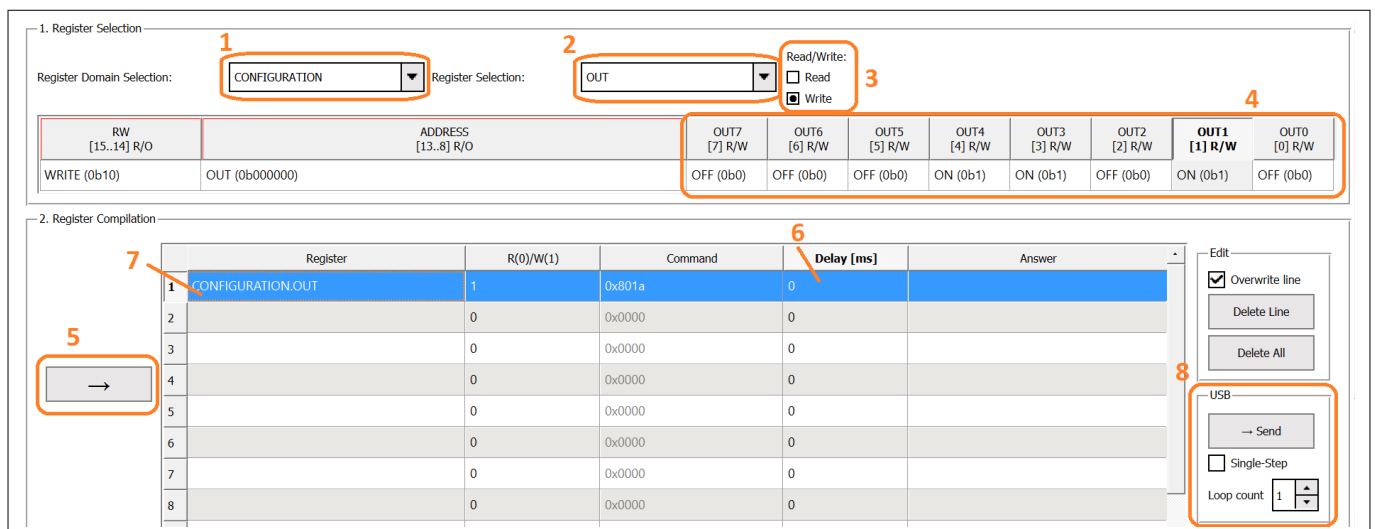 1. Register Selection
1
2
Read/Write:
Register Domain Selection: CONFIGURATION Register Selection: OUT Read 3
Write
4
RW ADDRESS OUT7 OUT6 OUT5 OUT4 OUT3 OUT2 OUT1 OUT0
[15..14] R/O [13..8] R/O [7] R/W [6] R/W [5] R/W [4] R/W [3] R/W [2] R/W [1] R/W [0] R/W
WRITE (0b10) OUT (0b000000) OFF (0b0) OFF (0b0) OFF (0b0) ON (0b1) ON (0b1) OFF (0b0) ON (0b1) OFF (0b0)
2. Register Compilation
7 6
Register R(0)/W(1) Command Delay [ms] Answer Edit
1 CONFIGURATION.OUT 1 0x801a 0 Overwrite line
2 0 0x0000 0 Delete Line
5
3 0 0x0000 0 Delete All
→ 4 0 0x0000 0 8
USB
5 0 0x0000 0
→ Send
6 0 0x0000 0
7 0 0x0000 0 Single-Step
8 0 0x0000 0 Loop count 1